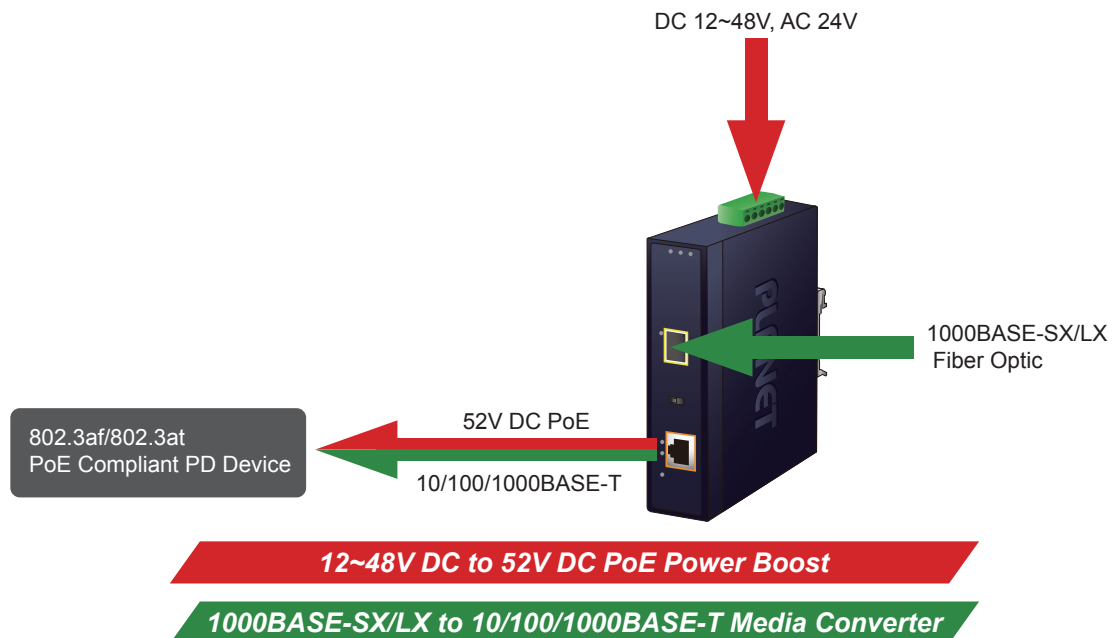 DC 12~48V, AC 24V
PLANET
1000BASE-SX/LX
Fiber Optic
52V DC PoE
802.3af/802.3at
PoE Compliant PD Device
10/100/1000BASE-T
12~48V DC to 52V DC PoE Power Boost
1000BASE-SX/LX to 10/100/1000BASE-T Media Converter